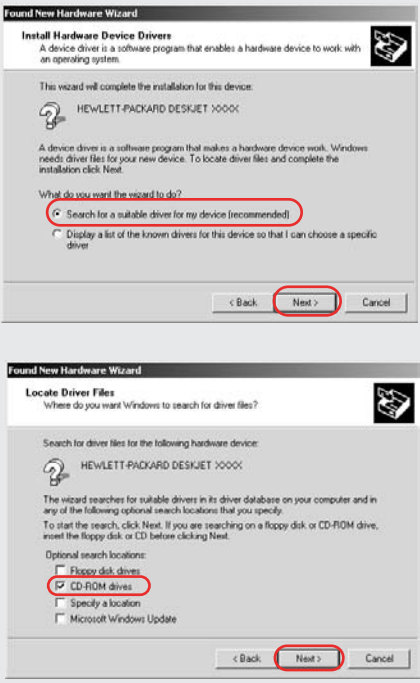 Found New Hardware Wizard
Install Hardware Device Drivers
A device driver is a software program that enables a hardware device to work with
an operating system.
This wizard will complete the installation for this device:
HEWLETT-PACKARD DESKJET XXXX
A device driver is a software program that makes a hardware device work. Windows
needs driver files for your new device. To locate driver files and complete the
installation click Next.
What do you want the wizard to do?
Search for a suitable driver for my device (recommended)
Display a list of the known drivers for this device so that I can choose a specific
driver
< Back Next > Cancel
Found New Hardware Wizard
Locate Driver Files
Where do you want Windows to search for driver files?
Search for driver files for the following hardware device:
HEWLETT-PACKARD DESKJET XXXX
The wizard searches for suitable drivers in its driver database on your computer and in
any of the following optional search locations that you specify.
To start the search, click Next. If you are searching on a floppy disk or CD-ROM drive,
insert the floppy disk or CD before clicking Next.
Optional search locations:
Floppy disk drives
CD-ROM drives
Specify a location
Microsoft Windows Update
< Back Next > Cancel